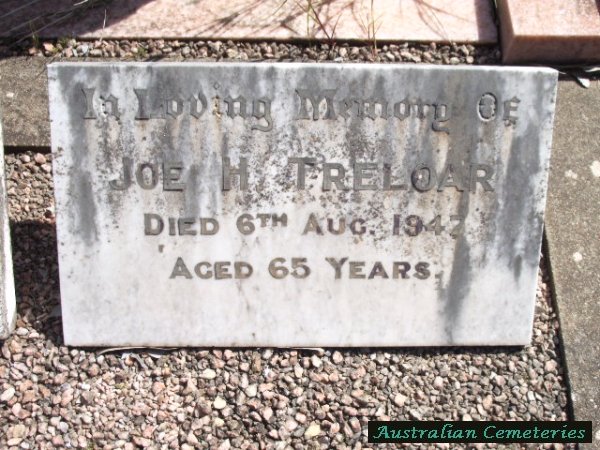 In Loving Memory Of
JOE H. TRELOAR
DIED 6TH AUG. 1947
AGED 65 YEARS.
Australian Cemeteries